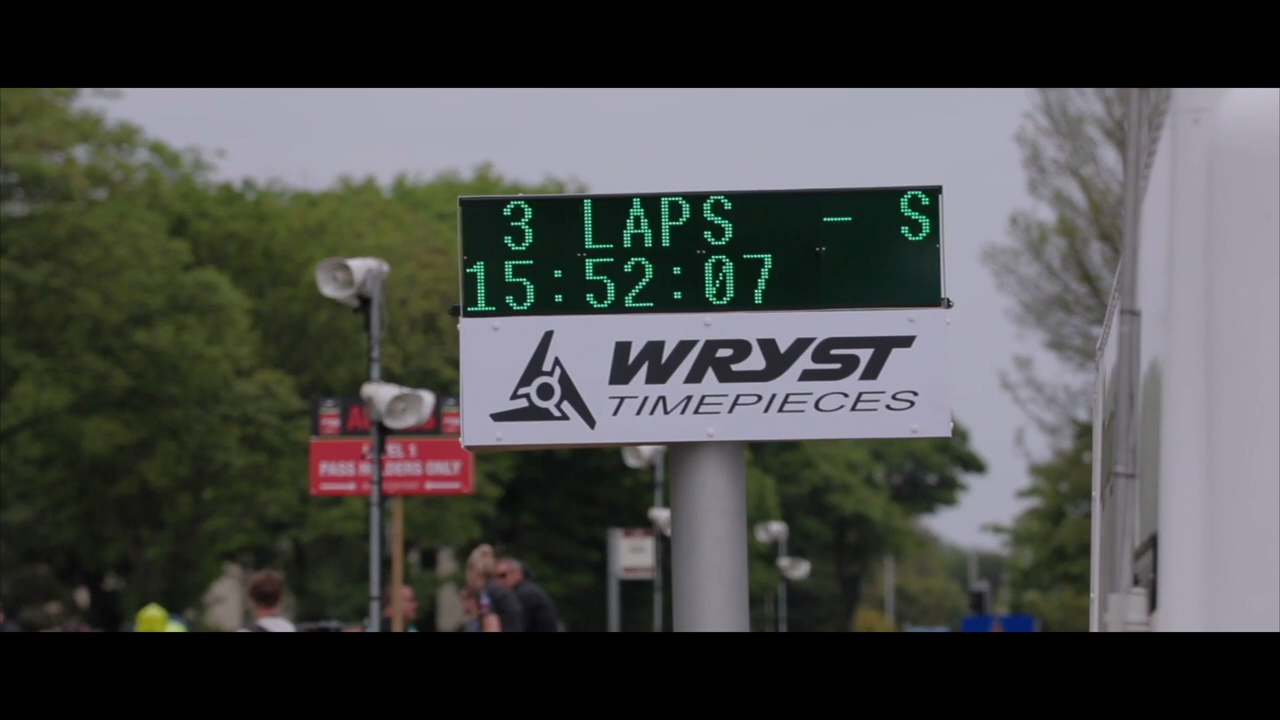 3 LAPS - S
15:52:07
WRYST
TIMEPIECES
PASS HOLDERS ONLY